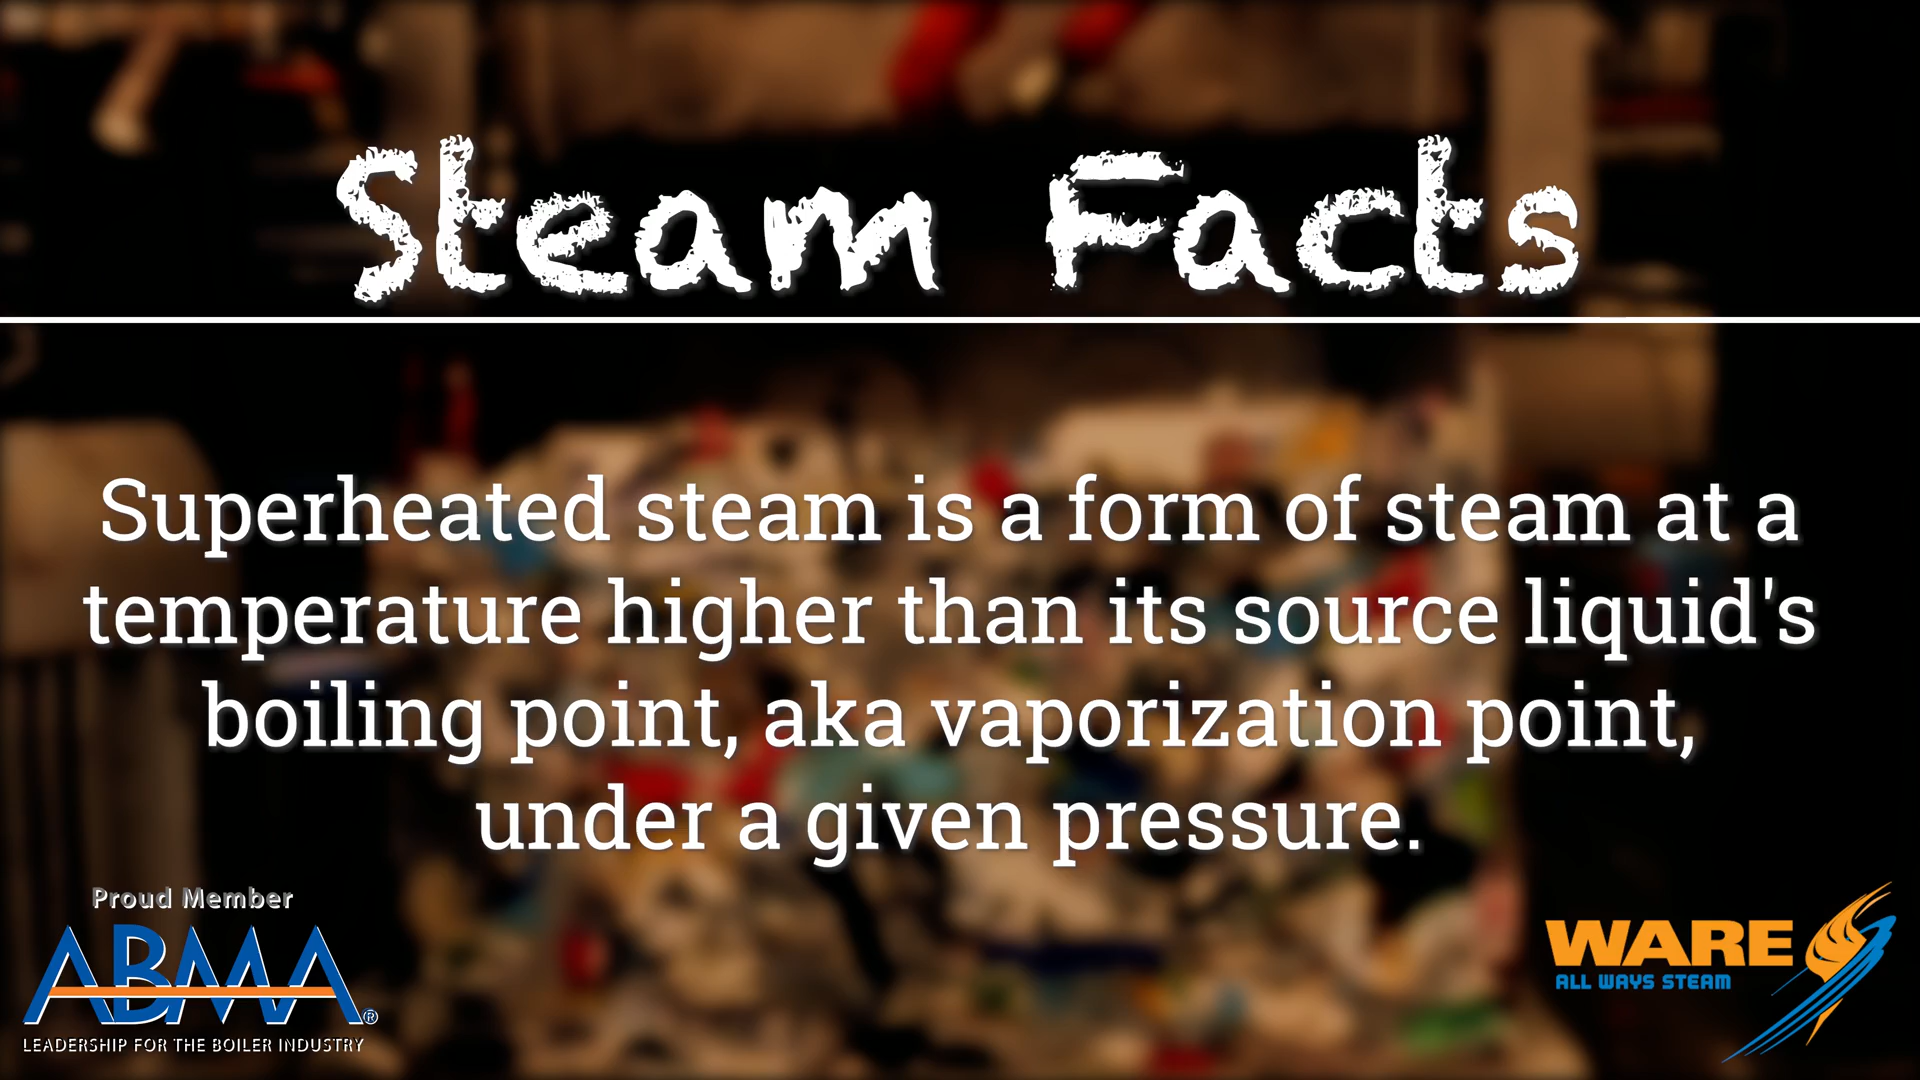 Steam Facts
Superheated steam is a form of steam at a
temperature higher than its source liquid's
boiling point, aka vaporization point,
under a given pressure.
Proud Member
ABMA®
LEADERSHIP FOR THE BOILER INDUSTRY
WARE
ALL WAYS STEAM